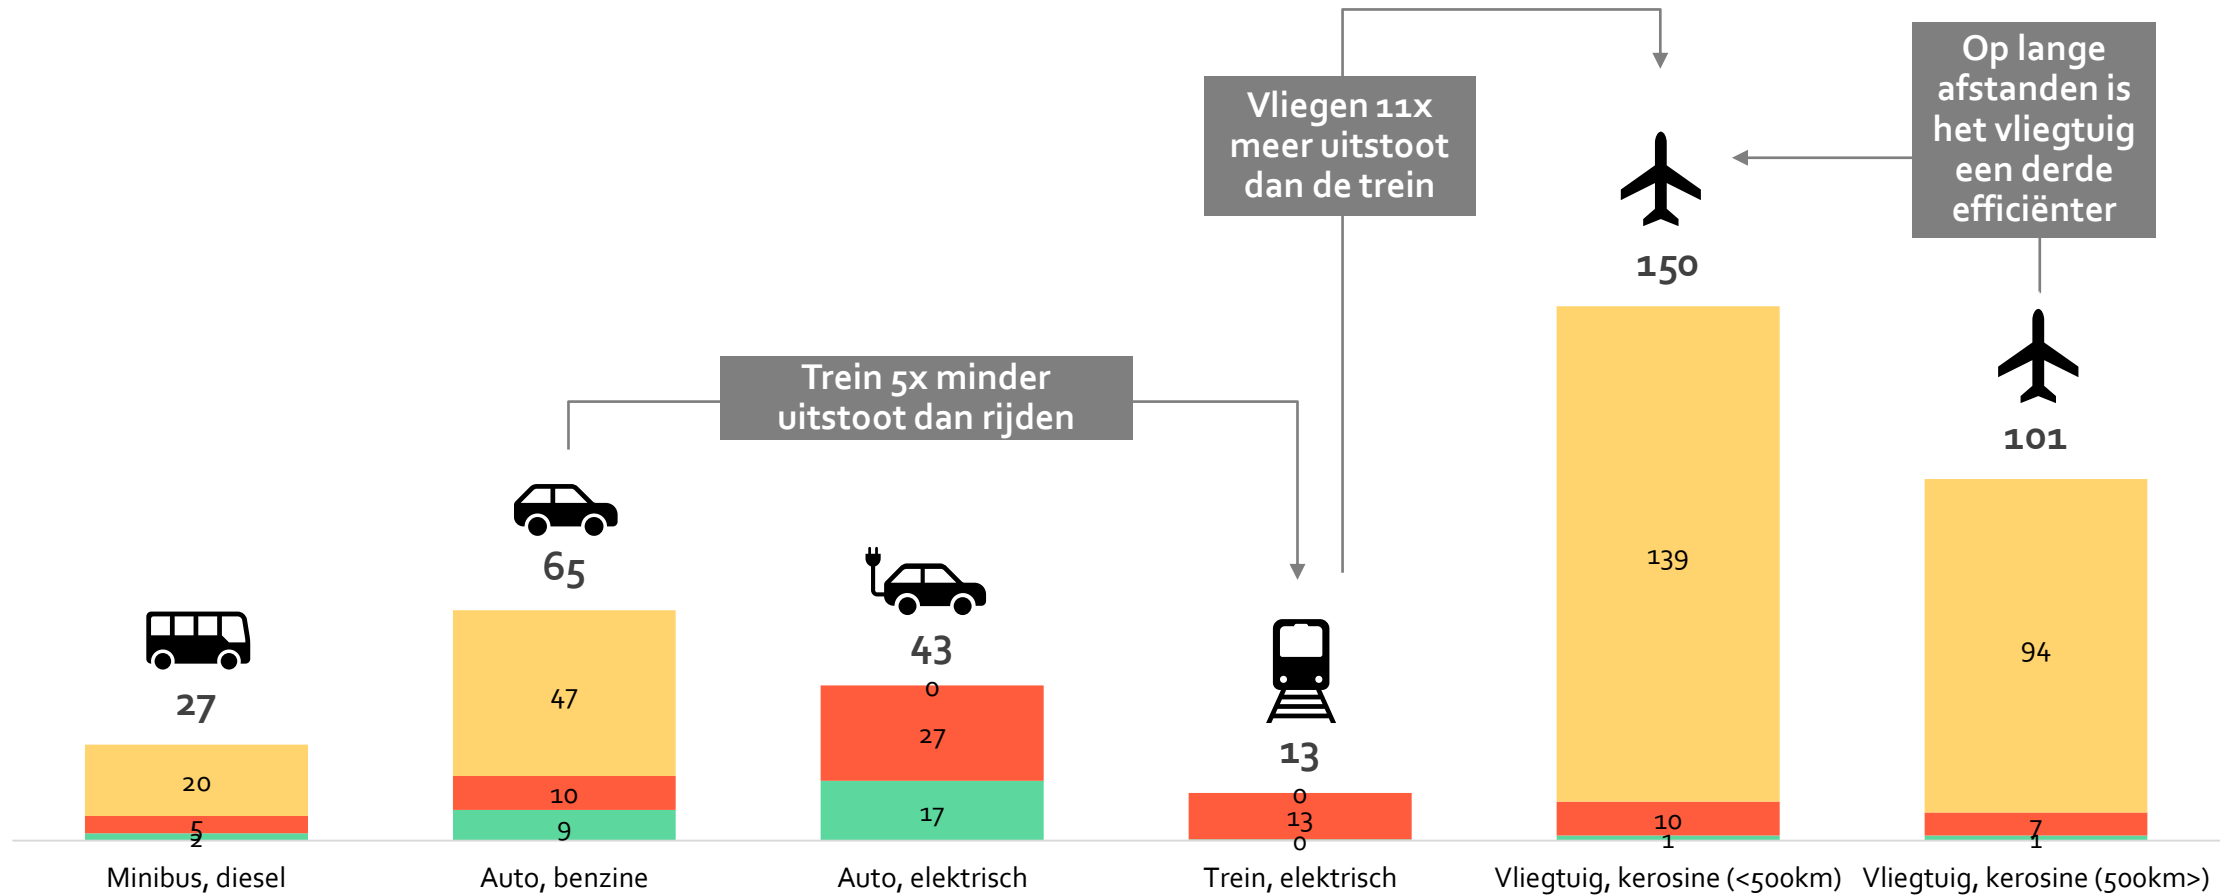 Op lange
afstanden is
het vliegtuig
een derde
efficiënter
Vliegen 11x
meer uitstoot
dan de trein
Trein 5x minder
uitstoot dan rijden
27
20
5
2
Minibus, diesel
65
47
10
9
Auto, benzine
43
0
27
17
Auto, elektrisch
13
0
13
0
Trein, elektrisch
150
139
10
1
Vliegtuig, kerosine (<500km)
101
94
7
1
Vliegtuig, kerosine (500km>)